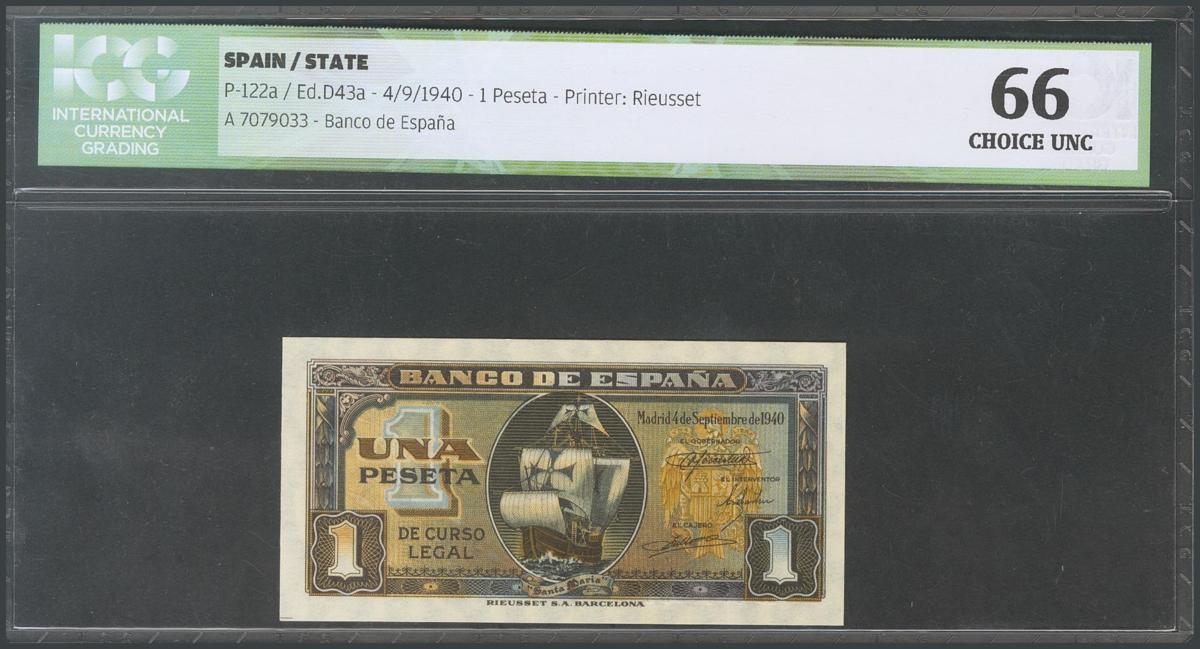 ICG
INTERNATIONAL
CURRENCY
GRADING
SPAIN / STATE
P-122a / Ed.D43a - 4/9/1940 - 1 Peseta - Printer: Rieusset
A 7079033 - Banco de España
66
CHOICE UNC
BANCO DE ESPAÑA
Madrid 4 de Septiembre de 1940
1
UNA
PESETA
EL GOBERNADOR
EL INTERVENTOR
EL CAJERO
DE CURSO
LEGAL
1
1
"Santa Maria"
RIEUSSET S.A. BARCELONA